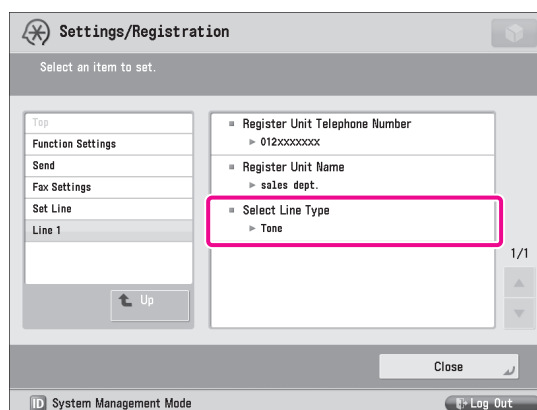 Settings/Registration
Select an item to set.
Top
Function Settings
Send
Fax Settings
Set Line
Line 1
Up
Register Unit Telephone Number
012xxxxxxx
Register Unit Name
sales dept.
Select Line Type
Tone
1/1
Close
ID System Management Mode
Log Out